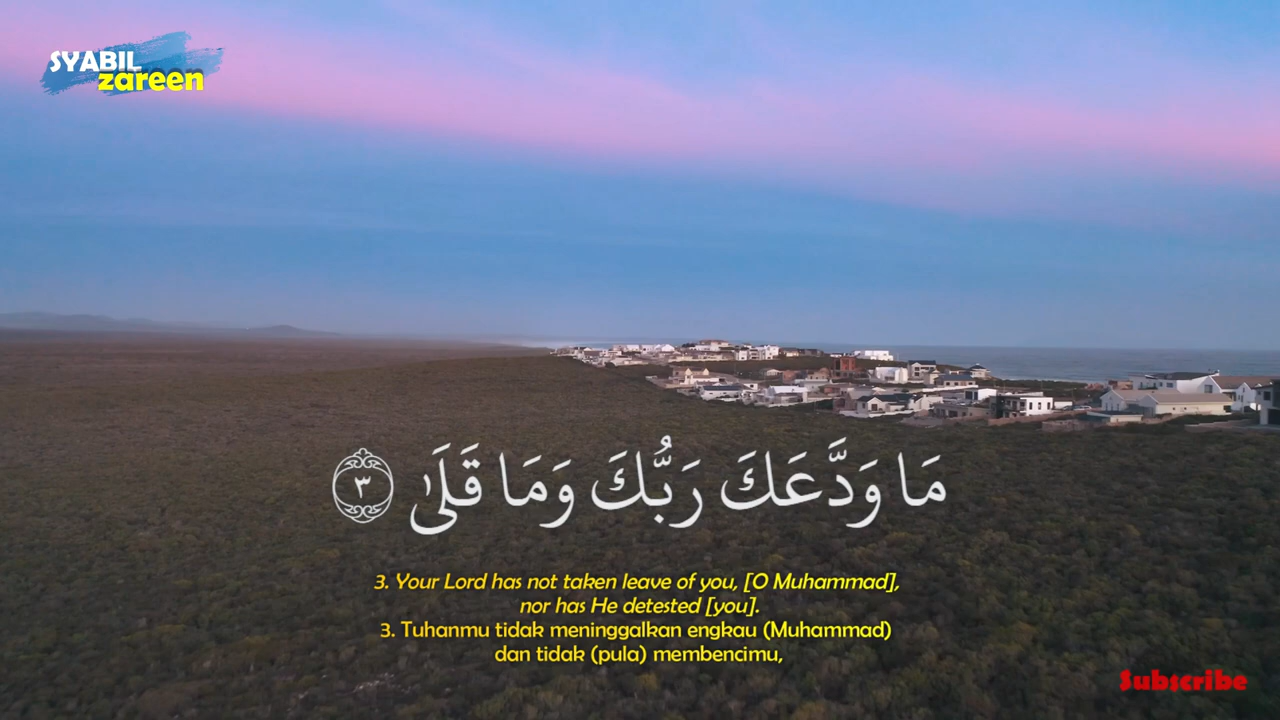 SYABIL
zareen
مَا وَدَّعَكَ رَبُّكَ وَمَا قَلَىٰ ٣
3. Your Lord has not taken leave of you, [O Muhammad],
nor has He detested [you].
3. Tuhanmu tidak meninggalkan engkau (Muhammad)
dan tidak (pula) membencimu,
Subscribe